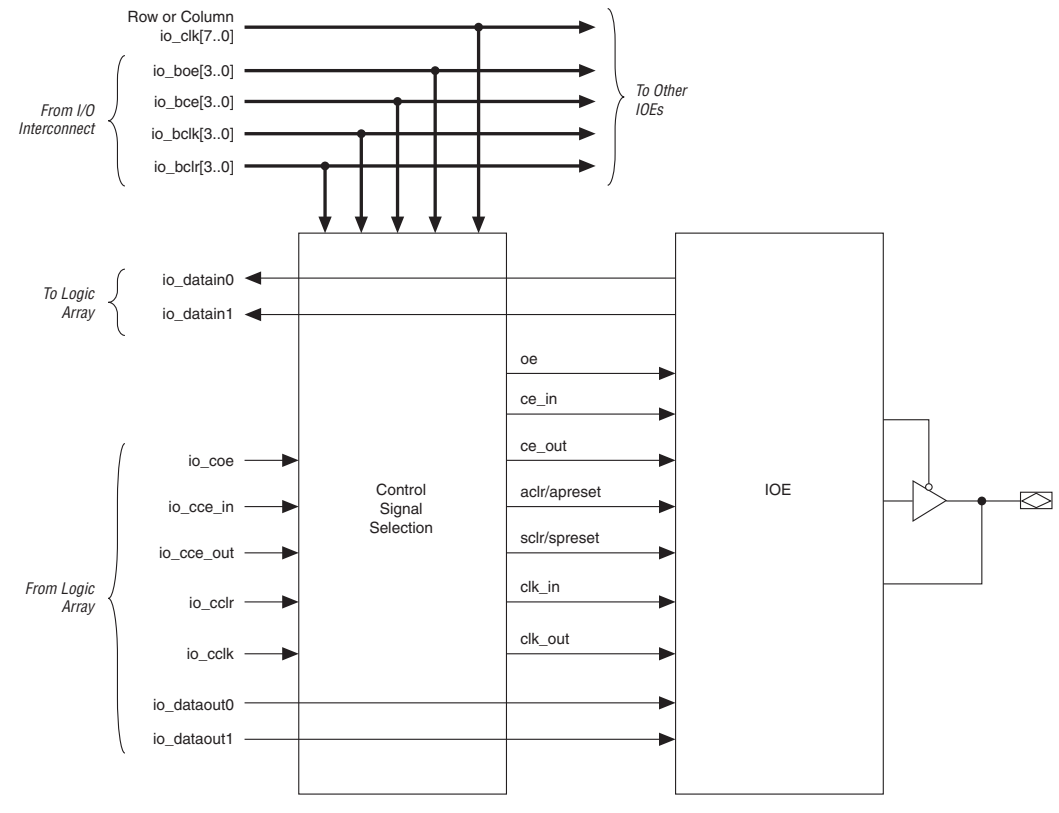 Row or Column
io_clk[7..0]
io_boe[3..0]
From I/O
Interconnect
io_bce[3..0]
io_bclk[3..0]
io_bclr[3..0]
To Other
IOEs
To Logic
Array
io_datain0
io_datain1
oe
ce_in
ce_out
aclr/apreset
sclr/spreset
clk_in
clk_out
From Logic
Array
io_coe
io_cce_in
io_cce_out
io_cclr
io_cclk
io_dataout0
io_dataout1
Control
Signal
Selection
IOE